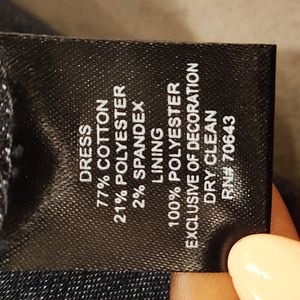 DRESS
77% COTTON
21% POLYESTER
2% SPANDEX
LINING
100% POLYESTER
EXCLUSIVE OF DECORATION
DRY CLEAN
RN# 70643